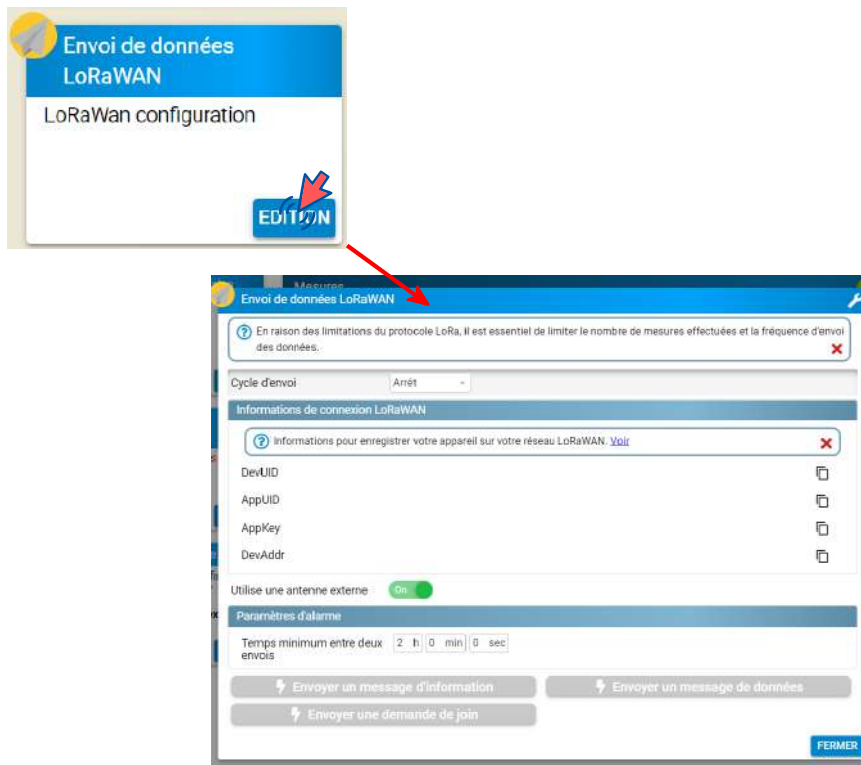 Envoi de données
LoRaWAN
LoRaWan configuration
EDITION
Mesures
Envoi de données LoRaWAN
En raison des limitations du protocole LoRa, il est essentiel de limiter le nombre de mesures effectuées et la fréquence d'envoi
des données.
Cycle d'envoi Arrêt
Informations de connexion LoRaWAN
Informations pour enregistrer votre appareil sur votre réseau LoRaWAN. Voir
DevUID
AppUID
AppKey
DevAddr
Utilise une antenne externe On
Paramètres d'alarme
Temps minimum entre deux 2 h 0 min 0 sec
envois
Envoyer un message d'information Envoyer un message de données
Envoyer une demande de join
FERMER